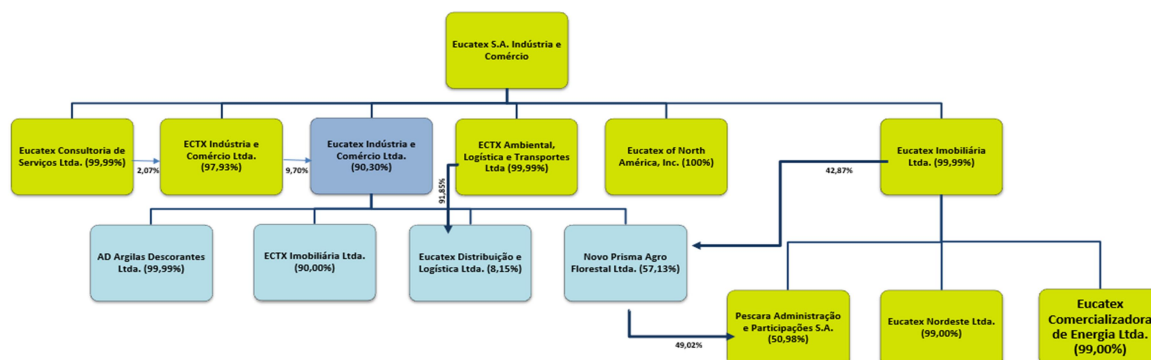 Eucatex S.A. Indústria e
Comércio
Eucatex Consultoria de
Serviços Ltda. (99,99%)
2,07%
ECTX Indústria e
Comércio Ltda.
(97,93%)
9,70%
Eucatex Indústria e
Comércio Ltda.
(90,30%)
ECTX Ambiental,
Logística e Transportes
Ltda (99,99%)
Eucatex of North
América, Inc. (100%)
Eucatex Imobiliária
Ltda. (99,99%)
42,87%
91,85%
AD Argilas Descorantes
Ltda. (99,99%)
ECTX Imobiliária Ltda.
(90,00%)
Eucatex Distribuição e
Logística Ltda. (8,15%)
Novo Prisma Agro
Florestal Ltda. (57,13%)
49,02%
Pescara Administração
e Participações S.A.
(50,98%)
Eucatex Nordeste Ltda.
(99,00%)
Eucatex
Comercializadora
de Energia Ltda.
(99,00%)